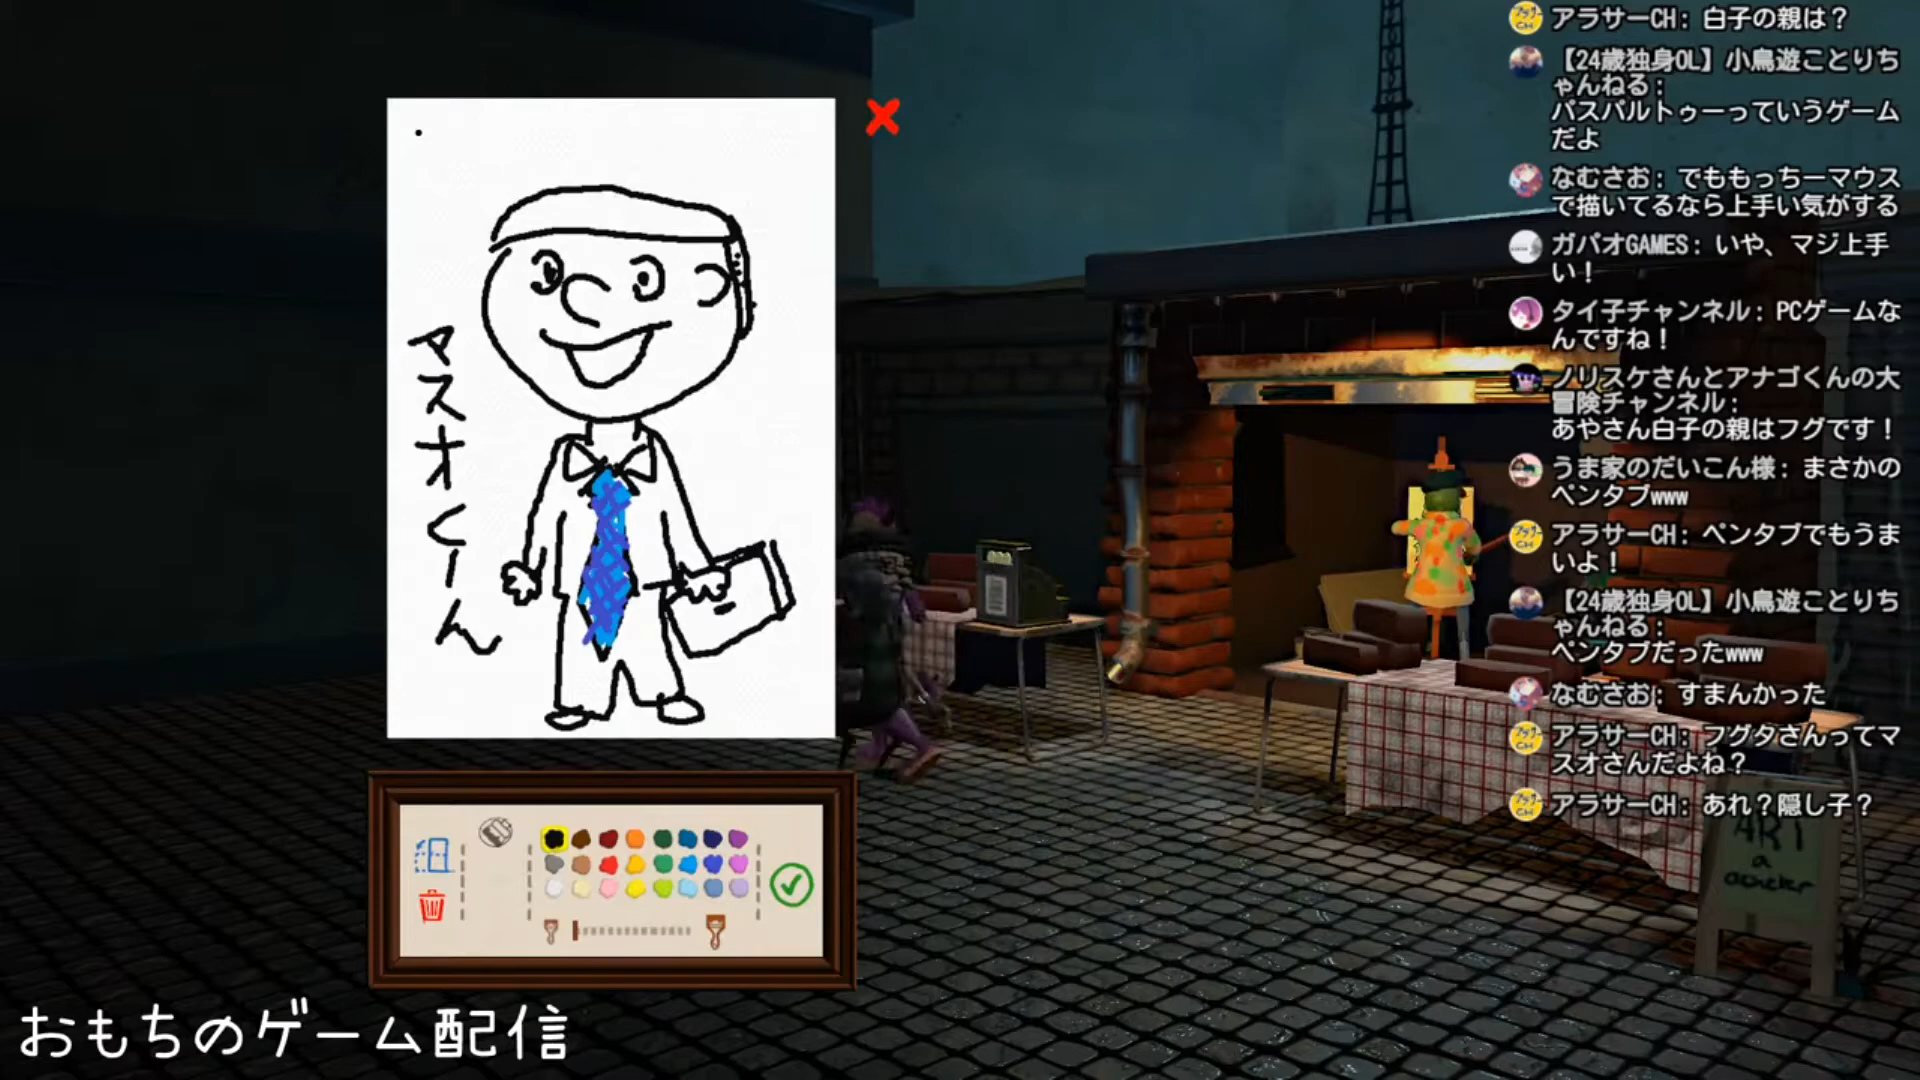 マスオくーん
アラサーCH: 白子の親は？
【24歳独身OL】小鳥遊ことりち
ゃんねる:
パスパルトゥーっていうゲーム
だよ
なむさお: でももっちーマウス
で描いてるなら上手い気がする
ガパオGAMES: いや、マジ上手
い！
タイ子チャンネル: PCゲームな
んですね！
ノリスケさんとアナゴくんの大
冒険チャンネル:
あやさん白子の親はフグです！
うま家のだいこん様: まさかの
ペンタブwww
アラサーCH: ペンタブでもうま
いよ！
【24歳独身OL】小鳥遊ことりち
ゃんねる:
ペンタブだったwww
なむさお: すまんかった
アラサーCH: フグタさんってマ
スオさんだよね？
アラサーCH: あれ？隠し子？
ART
a
acheter
おもちのゲーム配信